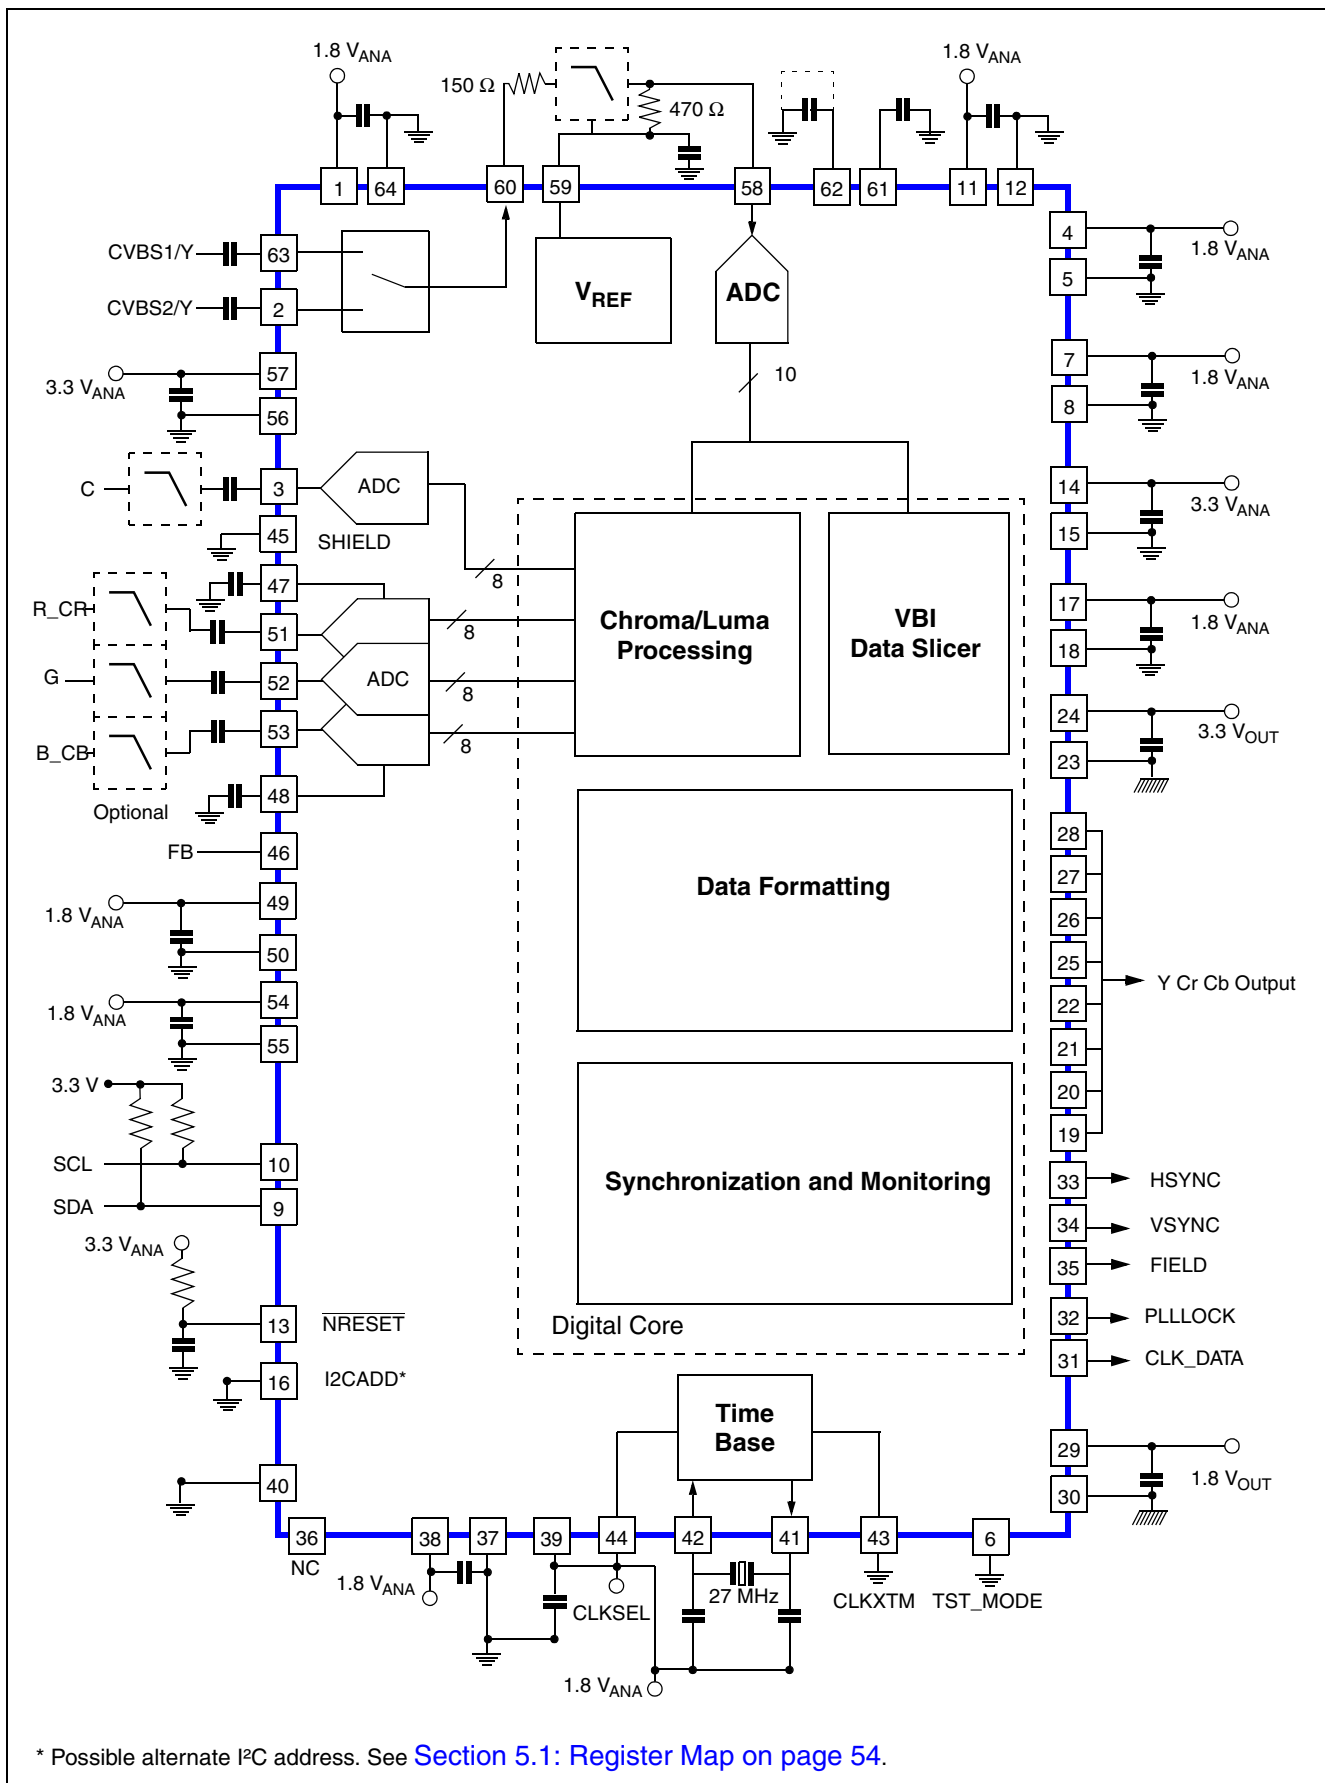 1.8 VANA
150 Ω
470 Ω
1.8 VANA
1
64
60
59
58
62
61
11
12
CVBS1/Y
63
CVBS2/Y
2
VREF
ADC
10
4
1.8 VANA
5
3.3 VANA
57
56
7
1.8 VANA
8
C
3
ADC
8
45
SHIELD
14
3.3 VANA
15
47
R_CR
51
8
G
52
ADC
8
B_CB
53
8
Optional
48
Chroma/Luma
Processing
VBI
Data Slicer
17
1.8 VANA
18
24
3.3 VOUT
23
FB
46
1.8 VANA
49
50
1.8 VANA
54
55
Data Formatting
28
27
26
25
22
21
20
19
Y Cr Cb Output
3.3 V
SCL
10
SDA
9
Synchronization and Monitoring
Digital Core
33
HSYNC
34
VSYNC
35
FIELD
32
PLLLOCK
31
CLK_DATA
3.3 VANA
13
NRESET
16
I2CADD*
40
Time
Base
29
1.8 VOUT
30
36
NC
38
37
39
44
42
41
43
6
1.8 VANA
CLKSEL
27 MHz
CLKXTM
TST_MODE
1.8 VANA
* Possible alternate I²C address. See Section 5.1: Register Map on page 54.